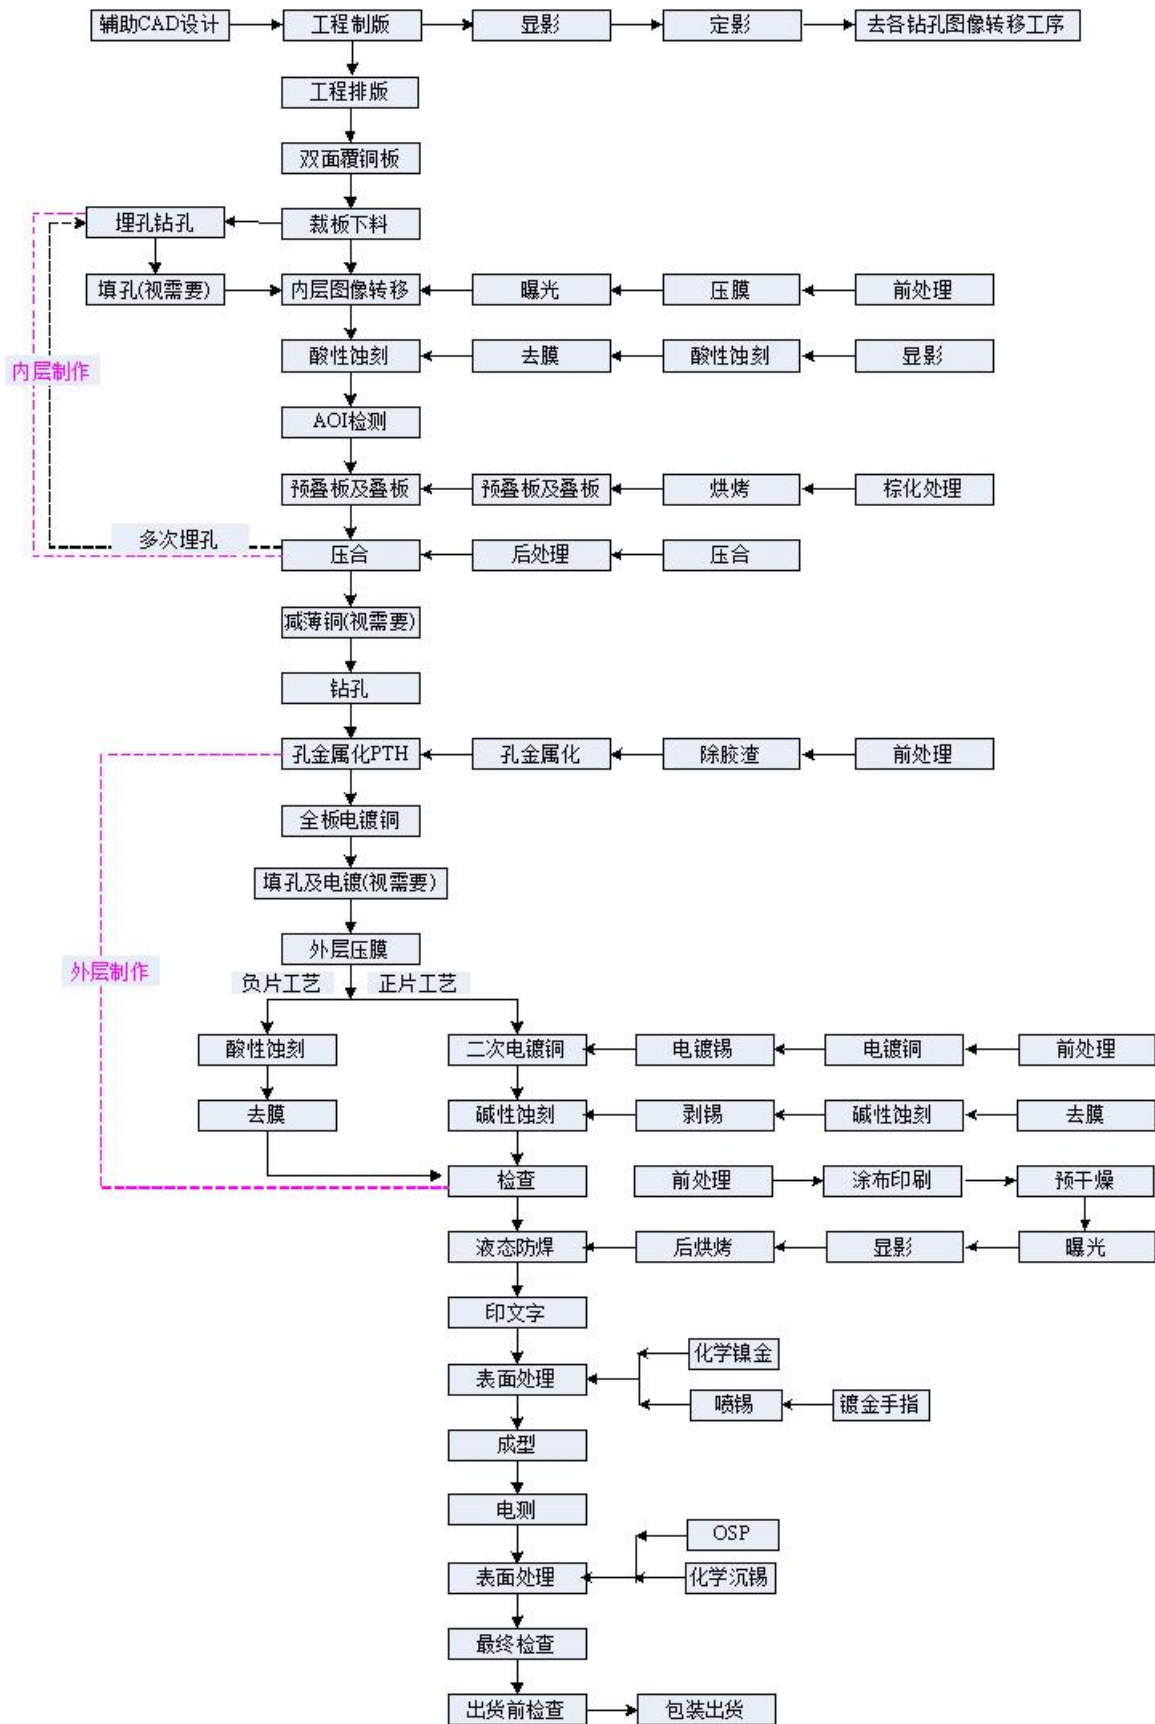 辅助CAD设计
工程制版
显影
定影
去各钻孔图像转移工序
工程排版
双面覆铜板
埋孔钻孔
裁板下料
填孔(视需要)
内层图像转移
曝光
压膜
前处理
内层制作
酸性蚀刻
去膜
酸性蚀刻
显影
AOI检测
预叠板及叠板
预叠板及叠板
烘烤
棕化处理
多次埋孔
压合
后处理
压合
减薄铜(视需要)
钻孔
孔金属化PTH
孔金属化
除胶渣
前处理
全板电镀铜
填孔及电镀(视需要)
外层压膜
外层制作
负片工艺
正片工艺
酸性蚀刻
二次电镀铜
电镀锡
电镀铜
前处理
去膜
碱性蚀刻
剥锡
碱性蚀刻
去膜
检查
前处理
涂布印刷
预干燥
液态防焊
后烘烤
显影
曝光
印文字
化学镍金
表面处理
喷锡
镀金手指
成型
电测
OSP
表面处理
化学沉锡
最终检查
出货前检查
包装出货